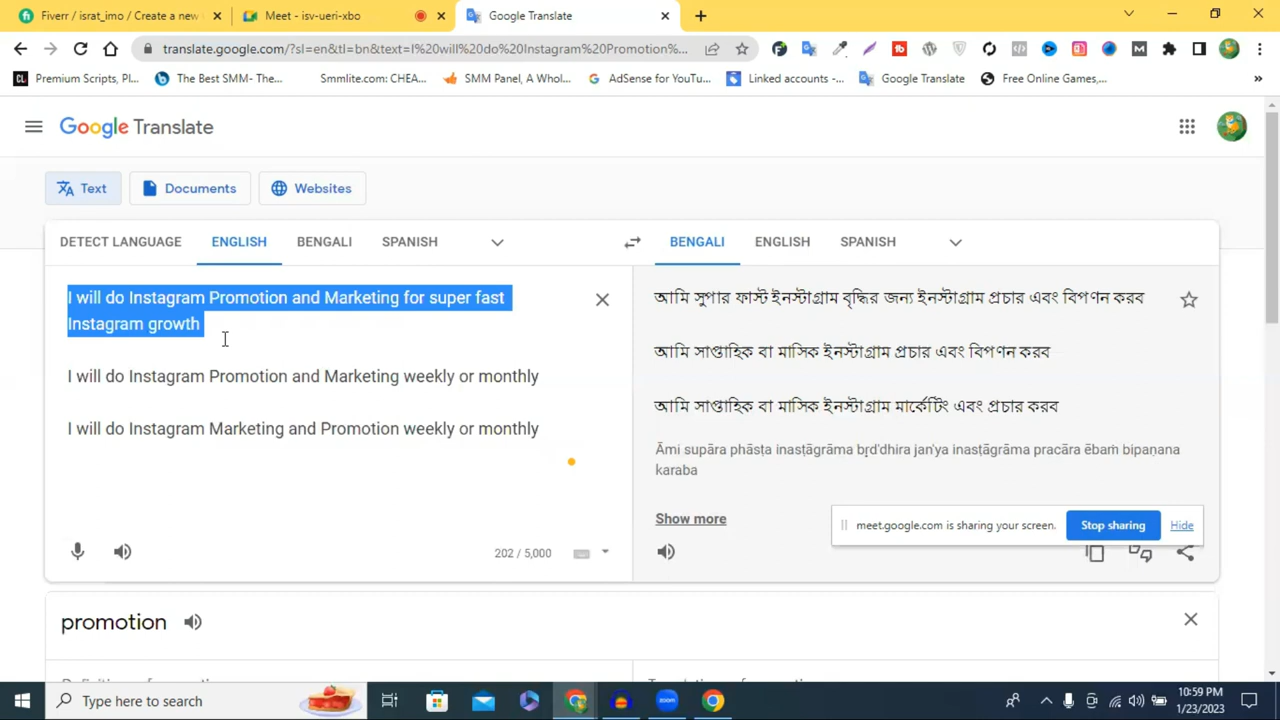 Fiverr / israt_imo / Create a new
Meet - isv-ueri-xbo
Google Translate
translate.google.com/?sl=en&tl=bn&text=I%20will%20do%20Instagram%20Promotion%...
Premium Scripts, Pl...
The Best SMM- The...
Smmlite.com: CHEA...
SMM Panel, A Whol...
AdSense for YouTu...
Linked accounts -...
Google Translate
Free Online Games,...
Google Translate
Text
Documents
Websites
DETECT LANGUAGE
ENGLISH
BENGALI
SPANISH
BENGALI
ENGLISH
SPANISH
I will do Instagram Promotion and Marketing for super fast
Instagram growth
I will do Instagram Promotion and Marketing weekly or monthly
I will do Instagram Marketing and Promotion weekly or monthly
202 / 5,000
আমি সুপার ফাস্ট ইনস্টাগ্রাম বৃদ্ধির জন্য ইনস্টাগ্রাম প্রচার এবং বিপণন করব
আমি সাপ্তাহিক বা মাসিক ইনস্টাগ্রাম প্রচার এবং বিপণন করব
আমি সাপ্তাহিক বা মাসিক ইনস্টাগ্রাম মার্কেটিং এবং প্রচার করব
Āmi supāra phāsṭa inasṭāgrāma br̥d'dhira jan'ya inasṭāgrāma pracāra ēbaṁ bipaṇana
karaba
Show more
meet.google.com is sharing your screen.
Stop sharing
Hide
promotion
Type here to search
10:59 PM
1/23/2023